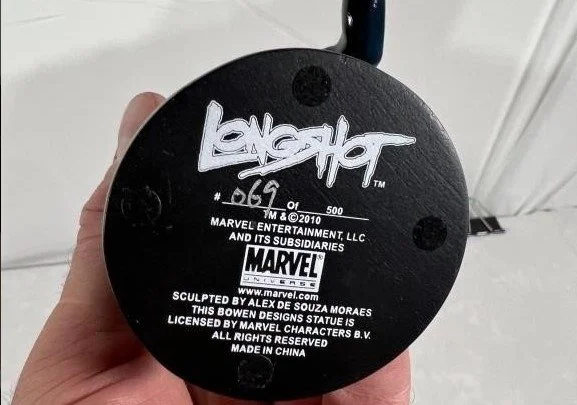 LONGSHOT™
# 069 of 500
TM & ©2010
MARVEL ENTERTAINMENT, LLC
AND ITS SUBSIDIARIES
MARVEL®
UNIVERSE
www.marvel.com
SCULPTED BY ALEX DE SOUZA MORAES
THIS BOWEN DESIGNS STATUE IS
LICENSED BY MARVEL CHARACTERS B.V.
ALL RIGHTS RESERVED
MADE IN CHINA